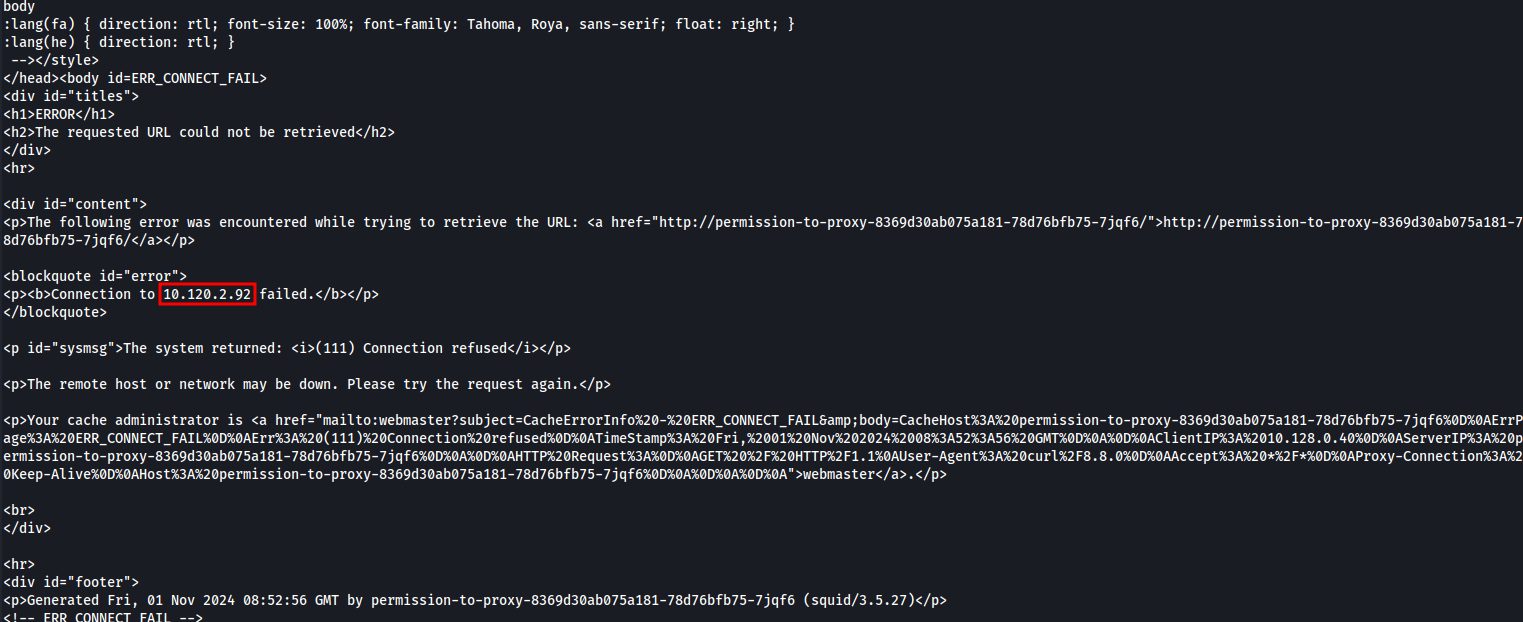 body
:lang(fa) { direction: rtl; font-size: 100%; font-family: Tahoma, Roya, sans-serif; float: right; }
:lang(he) { direction: rtl; }
 --></style>
</head><body id=ERR_CONNECT_FAIL>
<div id="titles">
<h1>ERROR</h1>
<h2>The requested URL could not be retrieved</h2>
</div>
<hr>
<div id="content">
<p>The following error was encountered while trying to retrieve the URL: <a href="http://permission-to-proxy-8369d30ab075a181-78d76bfb75-7jqf6/">http://permission-to-proxy-8369d30ab075a181-7
8d76bfb75-7jqf6/</a></p>
<blockquote id="error">
<p><b>Connection to 10.120.2.92 failed.</b></p>
</blockquote>
<p id="sysmsg">The system returned: <i>(111) Connection refused</i></p>
<p>The remote host or network may be down. Please try the request again.</p>
<p>Your cache administrator is <a href="mailto:webmaster?subject=CacheErrorInfo%20-%20ERR_CONNECT_FAIL&amp;body=CacheHost%3A%20permission-to-proxy-8369d30ab075a181-78d76bfb75-7jqf6%0D%0AErrP
age%3A%20ERR_CONNECT_FAIL%0D%0AErr%3A%20(111)%20Connection%20refused%0D%0ATimeStamp%3A%20Fri,%2001%20Nov%202024%2008%3A52%3A56%20GMT%0D%0A%0D%0AClientIP%3A%2010.128.0.40%0D%0AServerIP%3A%20p
ermission-to-proxy-8369d30ab075a181-78d76bfb75-7jqf6%0D%0A%0D%0AHTTP%20Request%3A%0D%0AGET%20%2F%20HTTP%2F1.1%0AUser-Agent%3A%20curl%2F8.8.0%0D%0AAccept%3A%20*%2F*%0D%0AProxy-Connection%3A%2
0Keep-Alive%0D%0AHost%3A%20permission-to-proxy-8369d30ab075a181-78d76bfb75-7jqf6%0D%0A%0D%0A%0D%0A">webmaster</a>.</p>
<br>
</div>
<hr>
<div id="footer">
<p>Generated Fri, 01 Nov 2024 08:52:56 GMT by permission-to-proxy-8369d30ab075a181-78d76bfb75-7jqf6 (squid/3.5.27)</p>
<!-- ERR_CONNECT_FAIL -->